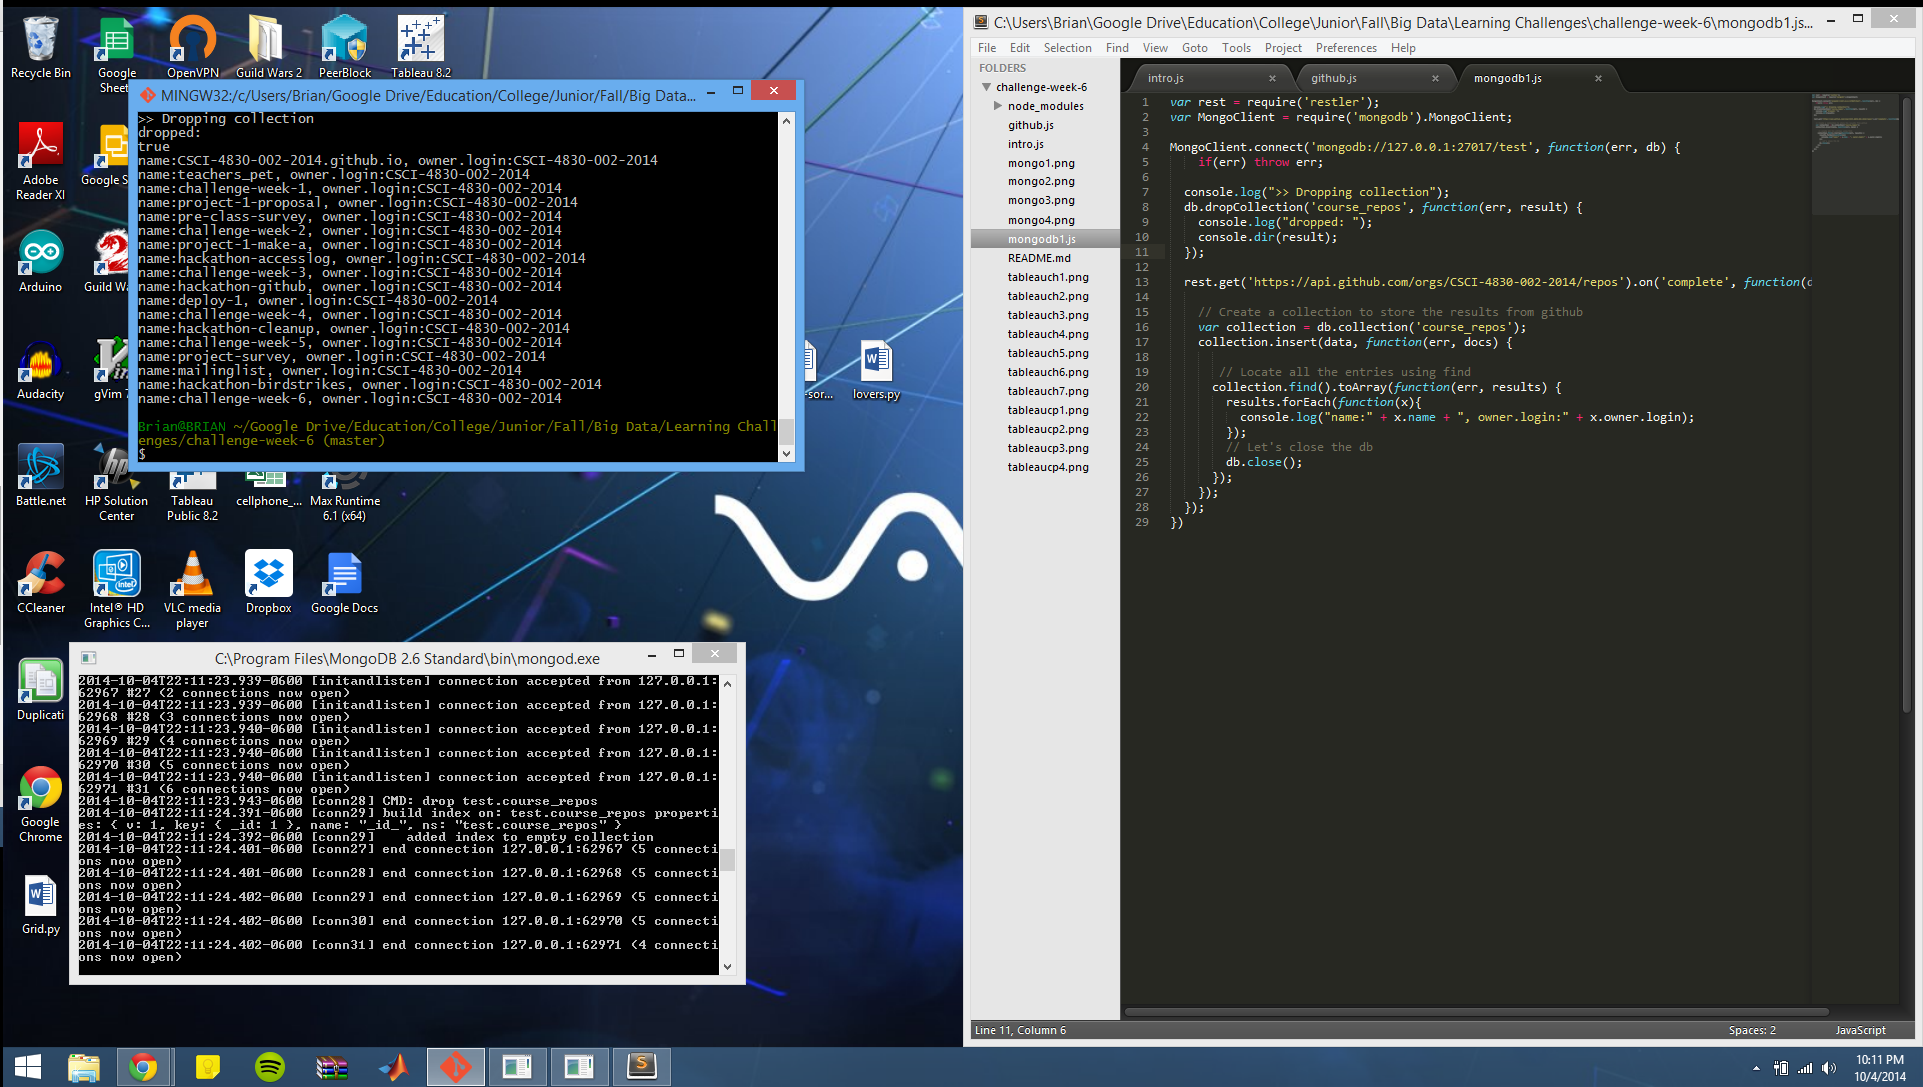 Recycle Bin
Google Sheet
OpenVPN
Guild Wars 2
PeerBlock
Tableau 8.2
Adobe Reader XI
Google S
Arduino
Guild Wa
Audacity
gVim 7
sor...
lovers.py
Battle.net
HP Solution Center
Tableau Public 8.2
cellphone_...
Max Runtime 6.1 (x64)
CCleaner
Intel® HD Graphics C...
VLC media player
Dropbox
Google Docs
Duplicati
Google Chrome
Grid.py
MINGW32:/c/Users/Brian/Google Drive/Education/College/Junior/Fall/Big Data...
>> Dropping collection
dropped:
true
name:CSCI-4830-002-2014.github.io, owner.login:CSCI-4830-002-2014
name:teachers_pet, owner.login:CSCI-4830-002-2014
name:challenge-week-1, owner.login:CSCI-4830-002-2014
name:project-1-proposal, owner.login:CSCI-4830-002-2014
name:pre-class-survey, owner.login:CSCI-4830-002-2014
name:challenge-week-2, owner.login:CSCI-4830-002-2014
name:project-1-make-a, owner.login:CSCI-4830-002-2014
name:hackathon-accesslog, owner.login:CSCI-4830-002-2014
name:challenge-week-3, owner.login:CSCI-4830-002-2014
name:hackathon-github, owner.login:CSCI-4830-002-2014
name:deploy-1, owner.login:CSCI-4830-002-2014
name:challenge-week-4, owner.login:CSCI-4830-002-2014
name:hackathon-cleanup, owner.login:CSCI-4830-002-2014
name:challenge-week-5, owner.login:CSCI-4830-002-2014
name:project-survey, owner.login:CSCI-4830-002-2014
name:mailinglist, owner.login:CSCI-4830-002-2014
name:hackathon-birdstrikes, owner.login:CSCI-4830-002-2014
name:challenge-week-6, owner.login:CSCI-4830-002-2014
Brian@BRIAN ~/Google Drive/Education/College/Junior/Fall/Big Data/Learning Chall
enges/challenge-week-6 (master)
$
C:\Program Files\MongoDB 2.6 Standard\bin\mongod.exe
2014-10-04T22:11:23.939-0600 [initandlisten] connection accepted from 127.0.0.1:
62967 #27 (2 connections now open)
2014-10-04T22:11:23.939-0600 [initandlisten] connection accepted from 127.0.0.1:
62968 #28 (3 connections now open)
2014-10-04T22:11:23.940-0600 [initandlisten] connection accepted from 127.0.0.1:
62969 #29 (4 connections now open)
2014-10-04T22:11:23.940-0600 [initandlisten] connection accepted from 127.0.0.1:
62970 #30 (5 connections now open)
2014-10-04T22:11:23.940-0600 [initandlisten] connection accepted from 127.0.0.1:
62971 #31 (6 connections now open)
2014-10-04T22:11:23.943-0600 [conn28] CMD: drop test.course_repos
2014-10-04T22:11:24.391-0600 [conn29] build index on: test.course_repos properti
es: { v: 1, key: { _id: 1 }, name: "_id_", ns: "test.course_repos" }
2014-10-04T22:11:24.392-0600 [conn29] added index to empty collection
2014-10-04T22:11:24.401-0600 [conn27] end connection 127.0.0.1:62967 (5 connecti
ons now open)
2014-10-04T22:11:24.401-0600 [conn28] end connection 127.0.0.1:62968 (5 connecti
ons now open)
2014-10-04T22:11:24.402-0600 [conn29] end connection 127.0.0.1:62969 (5 connecti
ons now open)
2014-10-04T22:11:24.402-0600 [conn30] end connection 127.0.0.1:62970 (5 connecti
ons now open)
2014-10-04T22:11:24.402-0600 [conn31] end connection 127.0.0.1:62971 (4 connecti
ons now open)
C:\Users\Brian\Google Drive\Education\College\Junior\Fall\Big Data\Learning Challenges\challenge-week-6\mongodb1.js...
File Edit Selection Find View Goto Tools Project Preferences Help
FOLDERS
challenge-week-6
node_modules
github.js
intro.js
mongo1.png
mongo2.png
mongo3.png
mongo4.png
mongodb1.js
README.md
tableauch1.png
tableauch2.png
tableauch3.png
tableauch4.png
tableauch5.png
tableauch6.png
tableauch7.png
tableaucp1.png
tableaucp2.png
tableaucp3.png
tableaucp4.png
intro.js github.js mongodb1.js
1 var rest = require('restler');
2 var MongoClient = require('mongodb').MongoClient;
3
4 MongoClient.connect('mongodb://127.0.0.1:27017/test', function(err, db) {
5 if(err) throw err;
6
7 console.log(">> Dropping collection");
8 db.dropCollection('course_repos', function(err, result) {
9 console.log("dropped: ");
10 console.dir(result);
11 });
12
13 rest.get('https://api.github.com/orgs/CSCI-4830-002-2014/repos').on('complete', function(d
14
15 // Create a collection to store the results from github
16 var collection = db.collection('course_repos');
17 collection.insert(data, function(err, docs) {
18
19 // Locate all the entries using find
20 collection.find().toArray(function(err, results) {
21 results.forEach(function(x){
22 console.log("name:" + x.name + ", owner.login:" + x.owner.login);
23 });
24 // Let's close the db
25 db.close();
26 });
27 });
28 });
29 })
Line 11, Column 6
Spaces: 2
JavaScript
10:11 PM
10/4/2014